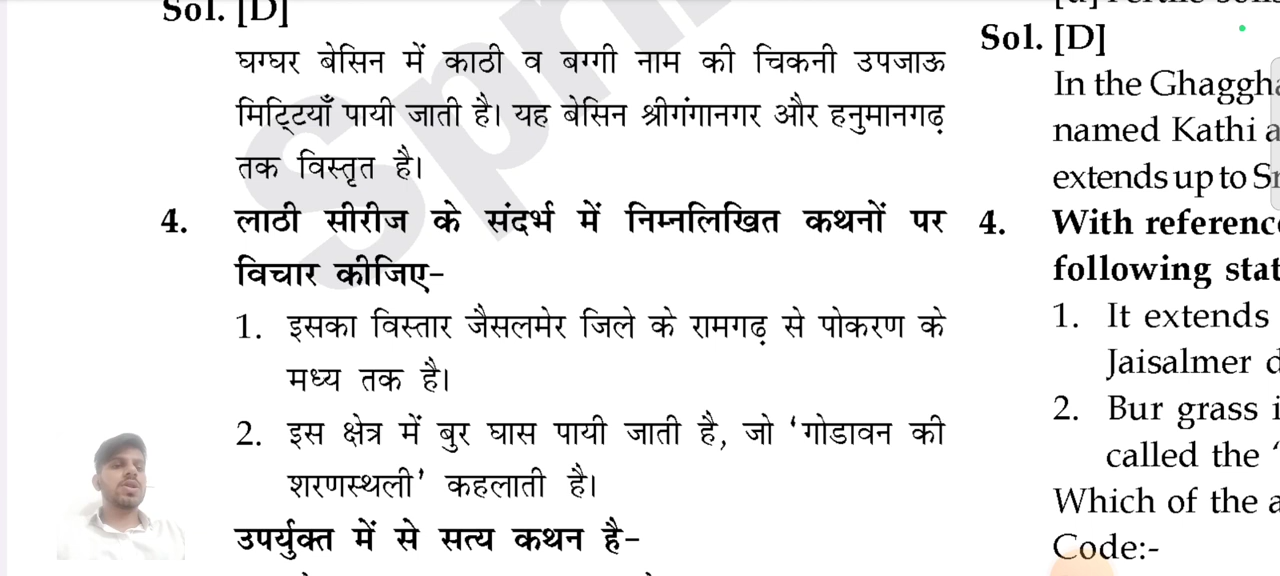 Sol. [D]
घग्घर बेसिन में काठी व बग्गी नाम की चिकनी उपजाऊ
मिट्टियाँ पायी जाती है। यह बेसिन श्रीगंगानगर और हनुमानगढ़
तक विस्तृत है।
4. लाठी सीरीज के संदर्भ में निम्नलिखित कथनों पर
विचार कीजिए-
1. इसका विस्तार जैसलमेर जिले के रामगढ़ से पोकरण के
मध्य तक है।
2. इस क्षेत्र में बुर घास पायी जाती है, जो 'गोडावन की
शरणस्थली' कहलाती है।
उपर्युक्त में से सत्य कथन है-
Sol. [D]
In the Ghaggh
named Kathi a
extends up to S
4. With referenc
following stat
1. It extends
Jaisalmer d
2. Bur grass i
called the '
Which of the a
Code:-